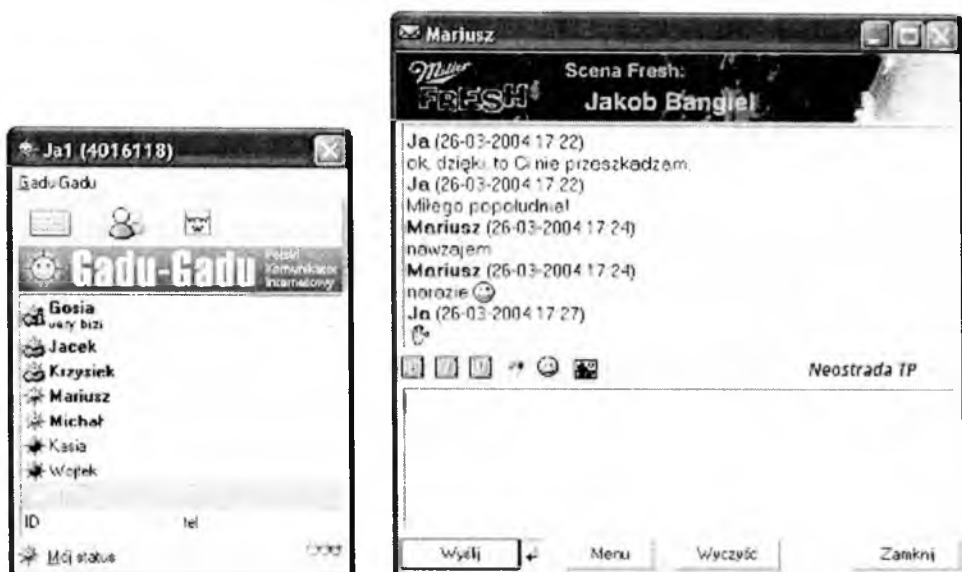 Ja1 (4016118)
Gadu-Gadu
Gadu-Gadu
Polski
Komunikator
Internetowy
Gosia
very bizi
Jacek
Krzysiek
Mariusz
Michał
Kasia
Wojtek
ID tel
Mój status
Mariusz
Miller
FRESH
Scena Fresh:
Jakob Bangiel
Ja (26-03-2004 17:22)
ok, dzięki, to Ci nie przeszkadzam,
Ja (26-03-2004 17:22)
Miłego popołudnia!
Mariusz (26-03-2004 17:24)
nawzajem
Mariusz (26-03-2004 17:24)
narazie
Ja (26-03-2004 17:27)
Neostrada TP
Wyślij Menu Wyczyść Zamknij